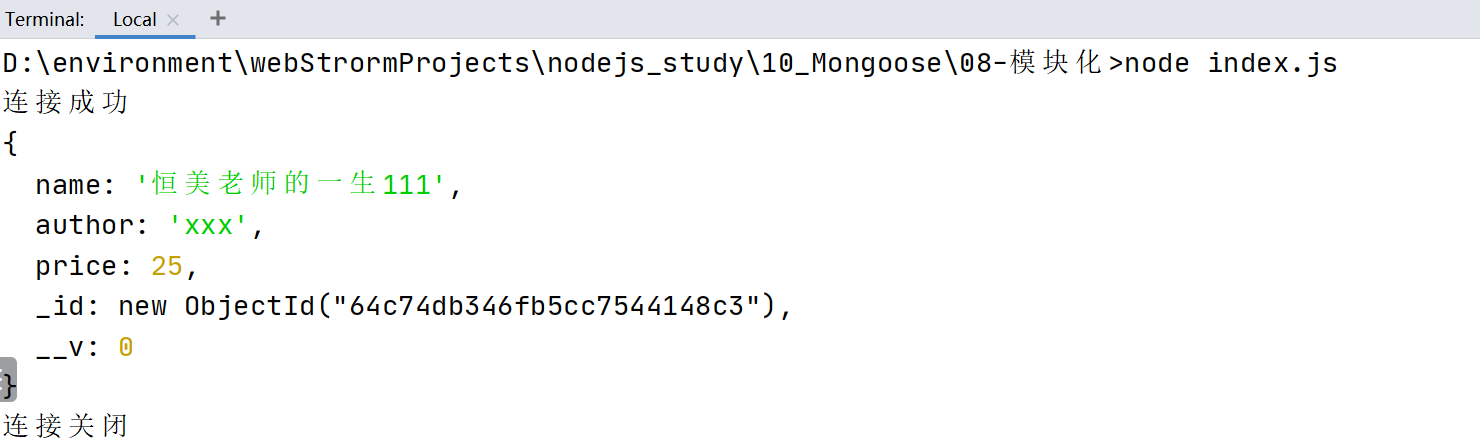 Terminal: Local × +
D:\environment\webStrormProjects\nodejs_study\10_Mongoose\08-模块化>node index.js
连接成功
{
  name: '恒美老师的一生111',
  author: 'xxx',
  price: 25,
  _id: new ObjectId("64c74db346fb5cc7544148c3"),
  __v: 0
}
连接关闭